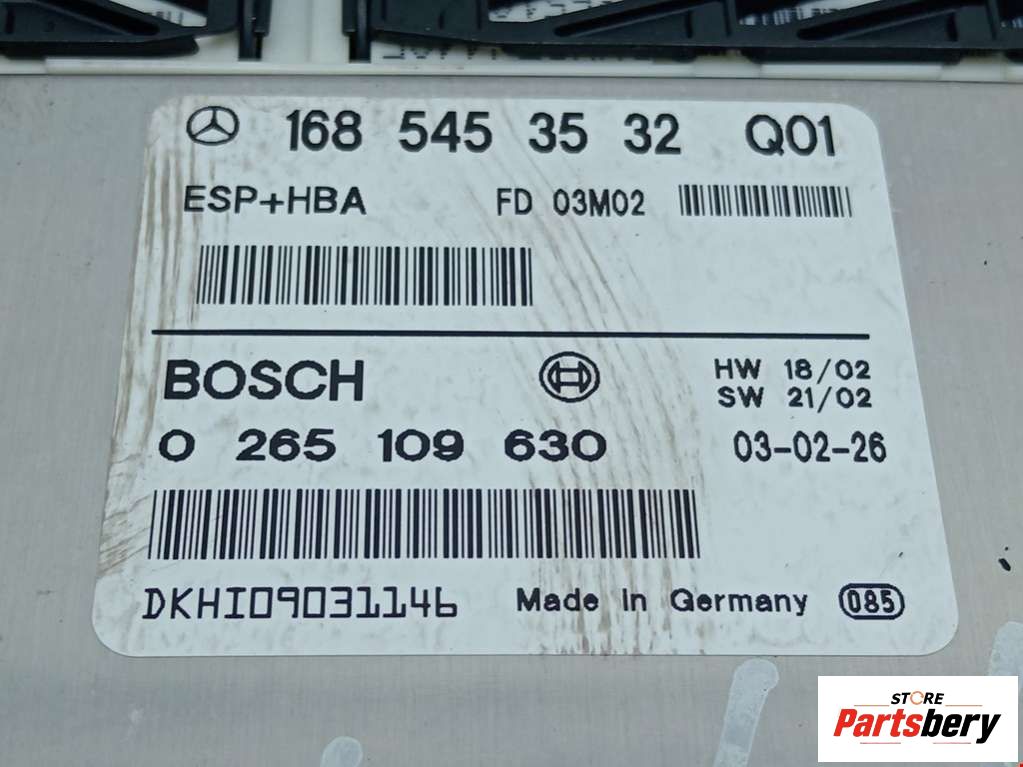 168 545 35 32 Q01
ESP+HBA FD 03M02
BOSCH HW 18/02
SW 21/02
0 265 109 630 03-02-26
DKHI09031146 Made in Germany 085
STORE
Partsbery